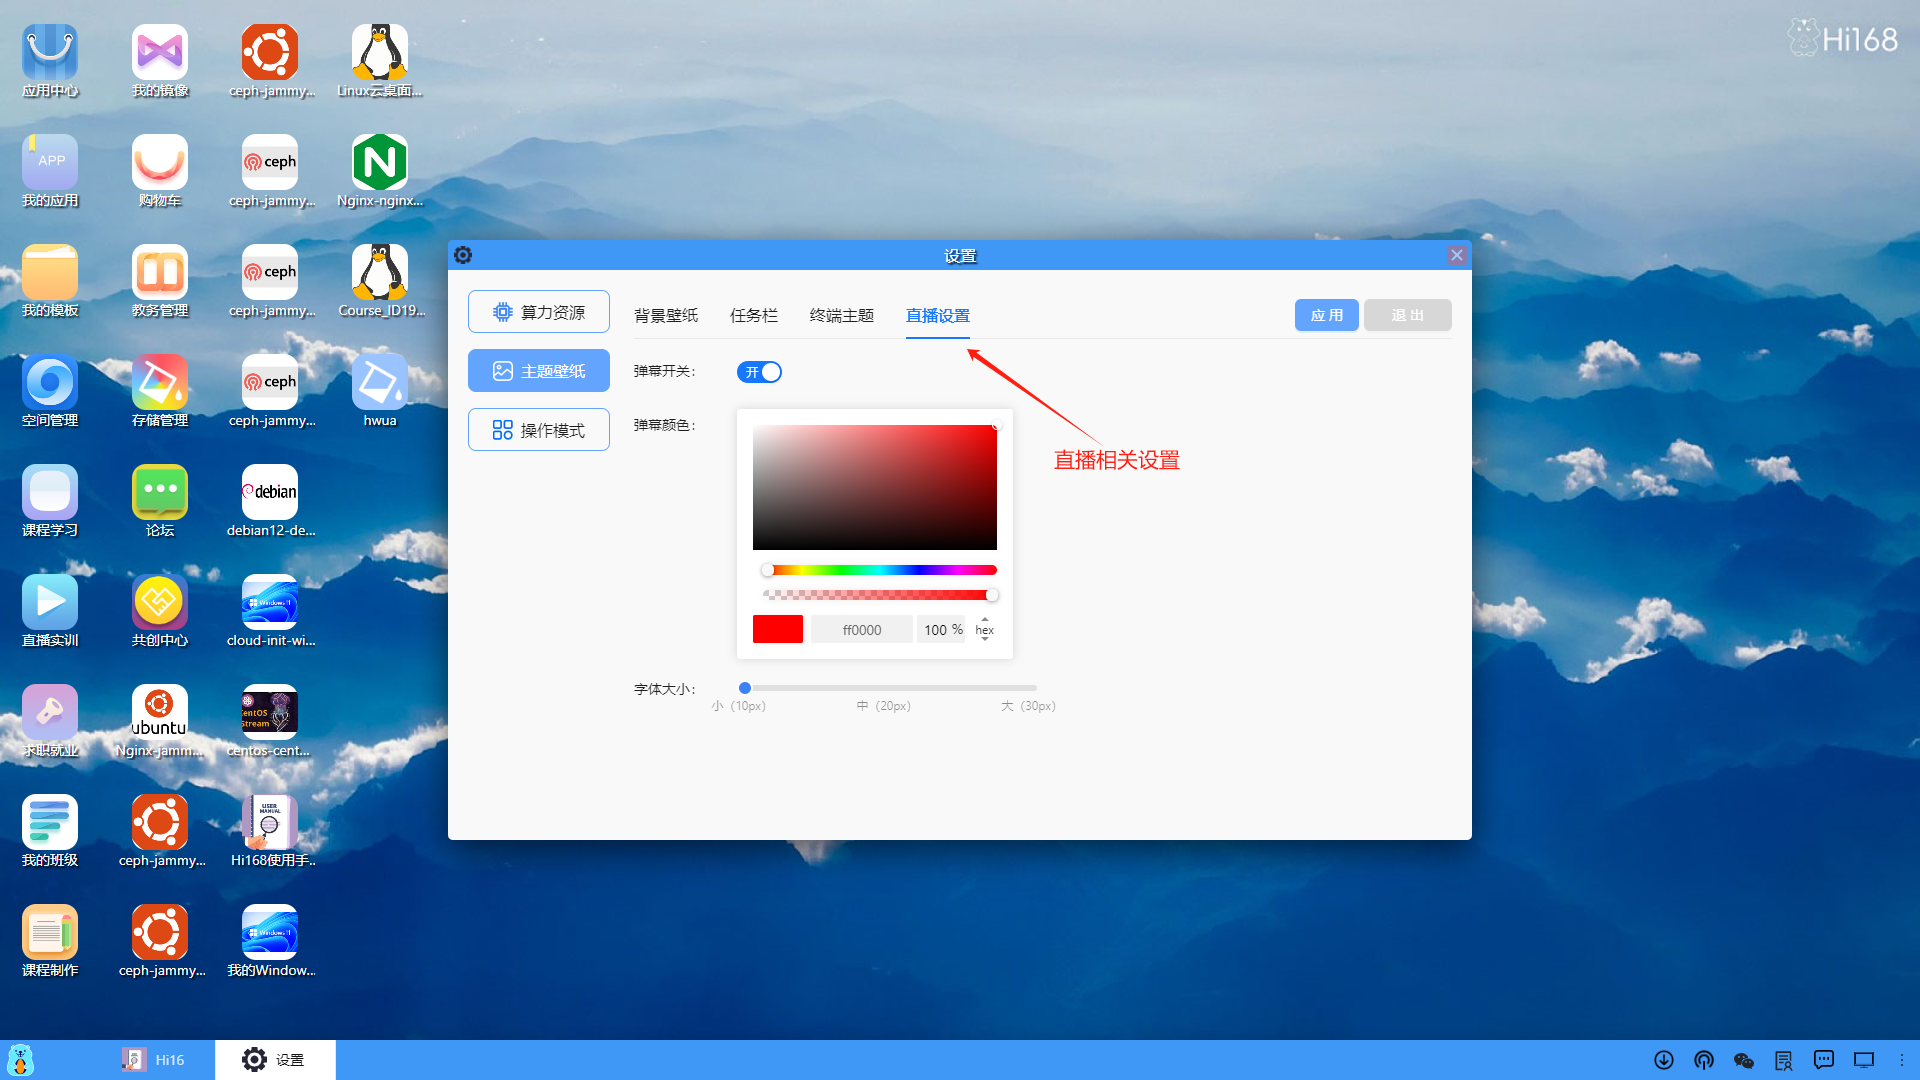 Hi168
应用中心
我的镜像
ceph-jammy...
Linux云桌面...
APP
我的应用
购物车
ceph
ceph-jammy...
Nginx-nginx...
我的模板
教务管理
ceph
ceph-jammy...
Course_ID19...
空间管理
存储管理
ceph
ceph-jammy...
hwua
课程学习
论坛
debian
debian12-de...
直播实训
共创中心
Windows 11
cloud-init-wi...
求职就业
ubuntu
Nginx-jamm...
CentOS
Stream
centos-cent...
我的班级
ceph-jammy...
USER
MANUAL
Hi168使用手...
课程制作
ceph-jammy...
Windows 11
我的Window...
设置
算力资源
主题壁纸
操作模式
背景壁纸
任务栏
终端主题
直播设置
应 用
退 出
弹幕开关：
开
弹幕颜色：
直播相关设置
ff0000
100 %
hex
字体大小：
小（10px）
中（20px）
大（30px）
Hi16
设置